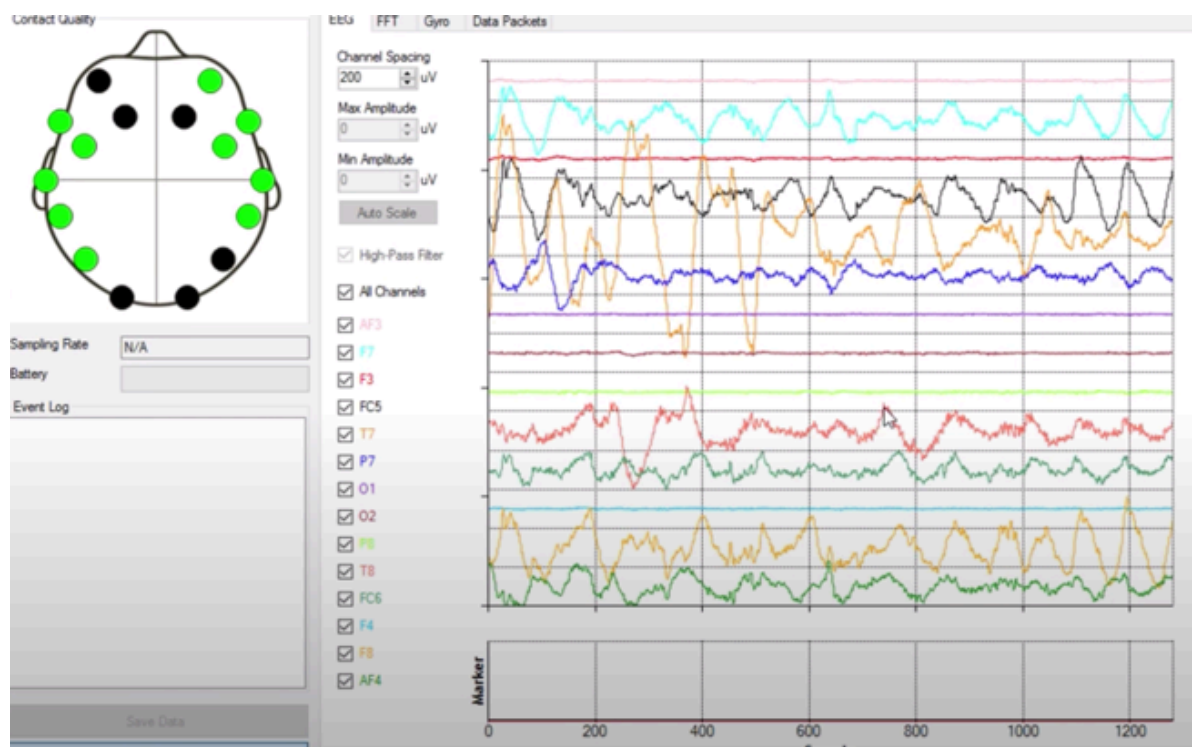 Contact Quality
EEG FFT Gyro Data Packets
Channel Spacing
200 uV
Max Amplitude
0 uV
Min Amplitude
0 uV
Auto Scale
High-Pass Filter
All Channels
AF3
F7
F3
FC5
T7
P7
O1
O2
P8
T8
FC6
F4
F8
AF4
Sampling Rate N/A
Battery
Event Log
Save Data
Marker
0 200 400 600 800 1000 1200